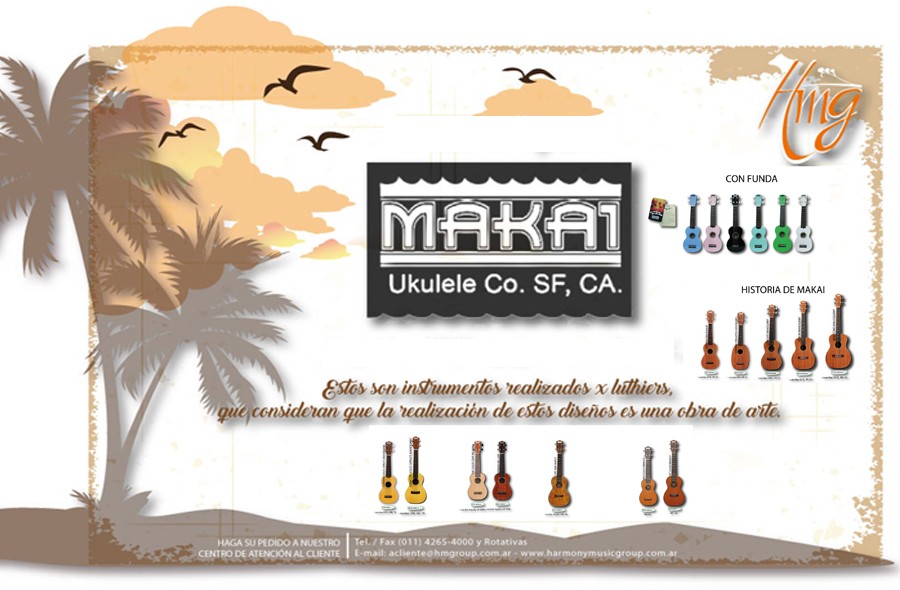 Hmg
CON FUNDA
MAKAI
Ukulele Co. SF, CA.
HISTORIA DE MAKAI
Estos son instrumentos realizados x luthiers,
que consideran que la realización de estos diseños es una obra de arte.
HAGA SU PEDIDO A NUESTRO
CENTRO DE ATENCIÓN AL CLIENTE
Tel. / Fax (011) 4265-4000 y Rotativas
E-mail: acliente@hmgroup.com.ar - www.harmonymusicgroup.com.ar